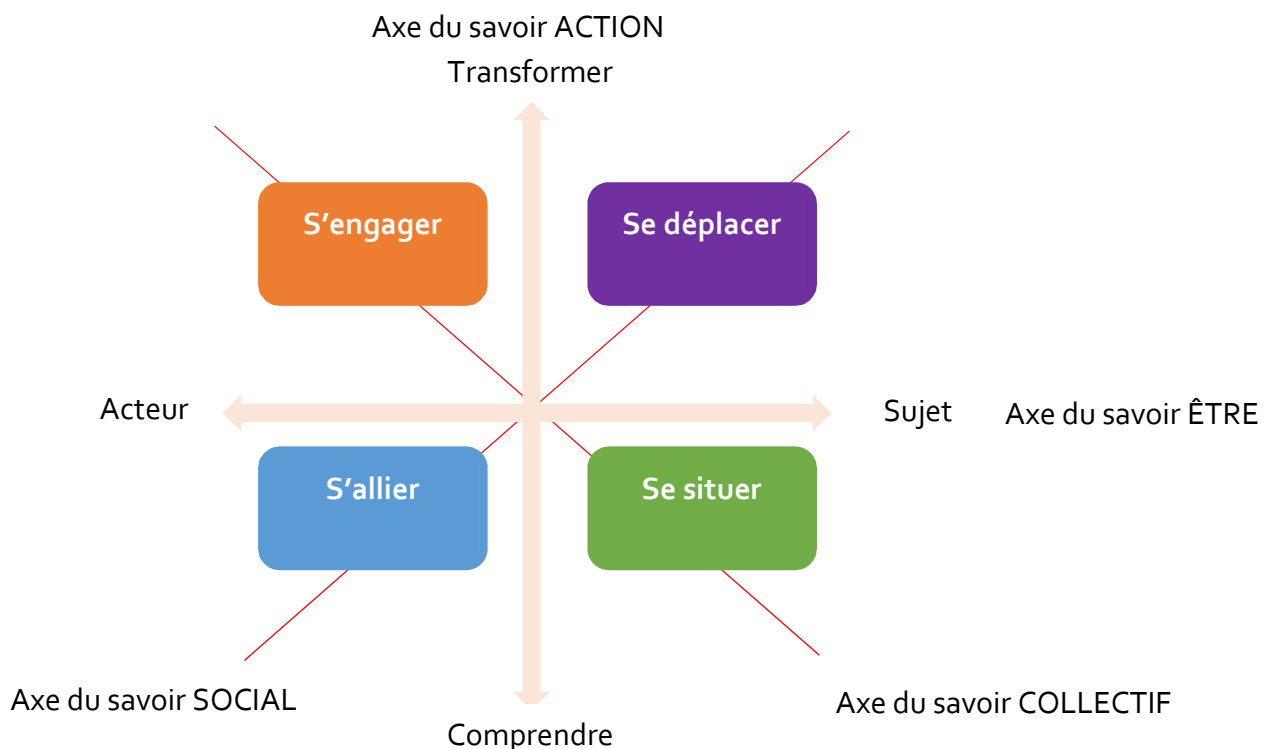 Axe du savoir ACTION
Transformer
S’engager
Se déplacer
Acteur
Sujet
Axe du savoir ÊTRE
S’allier
Se situer
Axe du savoir SOCIAL
Axe du savoir COLLECTIF
Comprendre